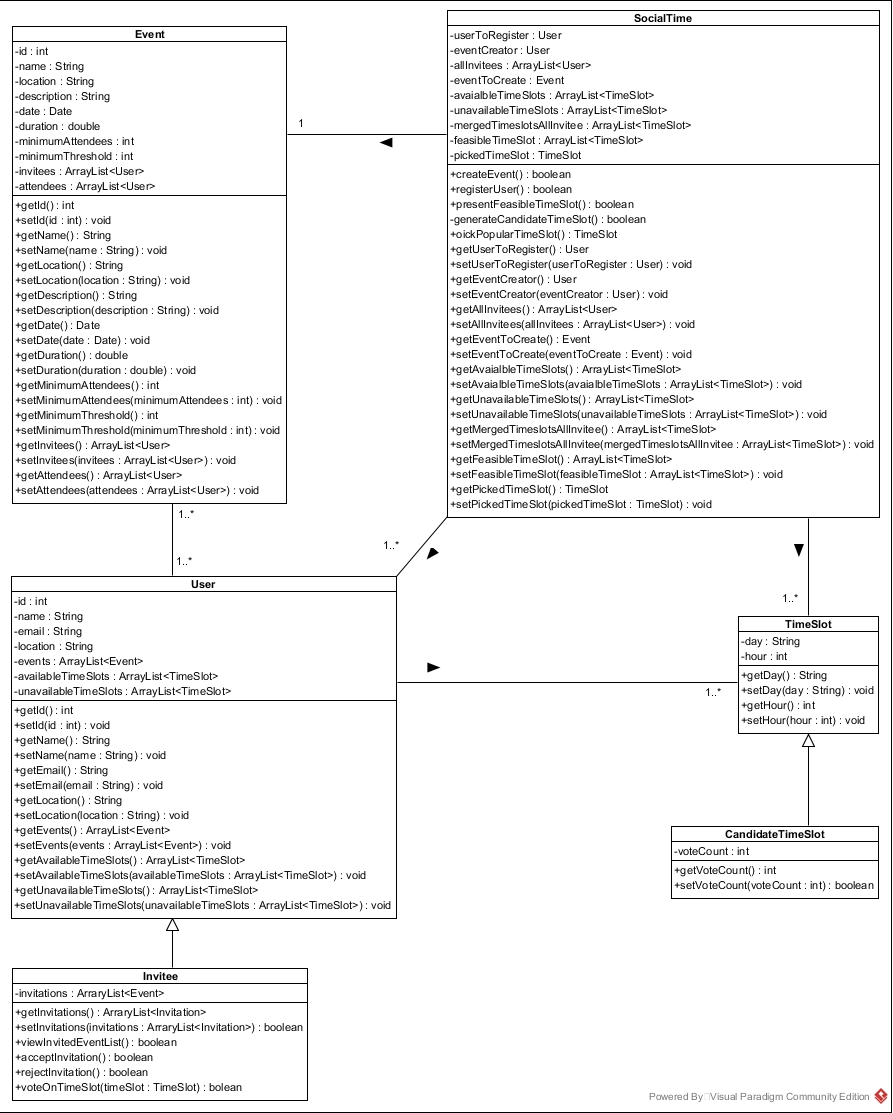 Event
-id : int
-name : String
-location : String
-description : String
-date : Date
-duration : double
-minimumAttendees : int
-minimumThreshold : int
-invitees : ArrayList<User>
-attendees : ArrayList<User>
+getId() : int
+setId(id : int) : void
+getName() : String
+setName(name : String) : void
+getLocation() : String
+setLocation(location : String) : void
+getDescription() : String
+setDescription(description : String) : void
+getDate() : Date
+setDate(date : Date) : void
+getDuration() : double
+setDuration(duration : double) : void
+getMinimumAttendees() : int
+setMinimumAttendees(minimumAttendees : int) : void
+getMinimumThreshold() : int
+setMinimumThreshold(minimumThreshold : int) : void
+getInvitees() : ArrayList<User>
+setInvitees(invitees : ArrayList<User>) : void
+getAttendees() : ArrayList<User>
+setAttendees(attendees : ArrayList<User>) : void
1
SocialTime
-userToRegister : User
-eventCreator : User
-allInvitees : ArrayList<User>
-eventToCreate : Event
-avaialbleTimeSlots : ArrayList<TimeSlot>
-unavailableTimeSlots : ArrayList<TimeSlot>
-mergedTimeslotsAllInvitee : ArrayList<TimeSlot>
-feasibleTimeSlot : ArrayList<TimeSlot>
-pickedTimeSlot : TimeSlot
+createEvent() : boolean
+registerUser() : boolean
+presentFeasibleTimeSlot() : boolean
-generateCandidateTimeSlot() : boolean
+oickPopularTimeSlot() : TimeSlot
+getUserToRegister() : User
+setUserToRegister(userToRegister : User) : void
+getEventCreator() : User
+setEventCreator(eventCreator : User) : void
+getAllInvitees() : ArrayList<User>
+setAllInvitees(allInvitees : ArrayList<User>) : void
+getEventToCreate() : Event
+setEventToCreate(eventToCreate : Event) : void
+getAvaialbleTimeSlots() : ArrayList<TimeSlot>
+setAvaialbleTimeSlots(avaialbleTimeSlots : ArrayList<TimeSlot>) : void
+getUnavailableTimeSlots() : ArrayList<TimeSlot>
+setUnavailableTimeSlots(unavailableTimeSlots : ArrayList<TimeSlot>) : void
+getMergedTimeslotsAllInvitee() : ArrayList<TimeSlot>
+setMergedTimeslotsAllInvitee(mergedTimeslotsAllInvitee : ArrayList<TimeSlot>) : void
+getFeasibleTimeSlot() : ArrayList<TimeSlot>
+setFeasibleTimeSlot(feasibleTimeSlot : ArrayList<TimeSlot>) : void
+getPickedTimeSlot() : TimeSlot
+setPickedTimeSlot(pickedTimeSlot : TimeSlot) : void
1..*
1..*
1..*
1..*
User
-id : int
-name : String
-email : String
-location : String
-events : ArrayList<Event>
-availableTimeSlots : ArrayList<TimeSlot>
-unavailableTimeSlots : ArrayList<TimeSlot>
+getId() : int
+setId(id : int) : void
+getName() : String
+setName(name : String) : void
+getEmail() : String
+setEmail(email : String) : void
+getLocation() : String
+setLocation(location : String) : void
+getEvents() : ArrayList<Event>
+setEvents(events : ArrayList<Event>) : void
+getAvailableTimeSlots() : ArrayList<TimeSlot>
+setAvailableTimeSlots(availableTimeSlots : ArrayList<TimeSlot>) : void
+getUnavailableTimeSlots() : ArrayList<TimeSlot>
+setUnavailableTimeSlots(unavailableTimeSlots : ArrayList<TimeSlot>) : void
1..*
TimeSlot
-day : String
-hour : int
+getDay() : String
+setDay(day : String) : void
+getHour() : int
+setHour(hour : int) : void
CandidateTimeSlot
-voteCount : int
+getVoteCount() : int
+setVoteCount(voteCount : int) : boolean
Invitee
-invitations : ArraryList<Event>
+getInvitations() : ArraryList<Invitation>
+setInvitations(invitations : ArraryList<Invitation>) : boolean
+viewInvitedEventList() : boolean
+acceptInvitation() : boolean
+rejectInvitation() : boolean
+voteOnTimeSlot(timeSlot : TimeSlot) : bolean
Powered By Visual Paradigm Community Edition